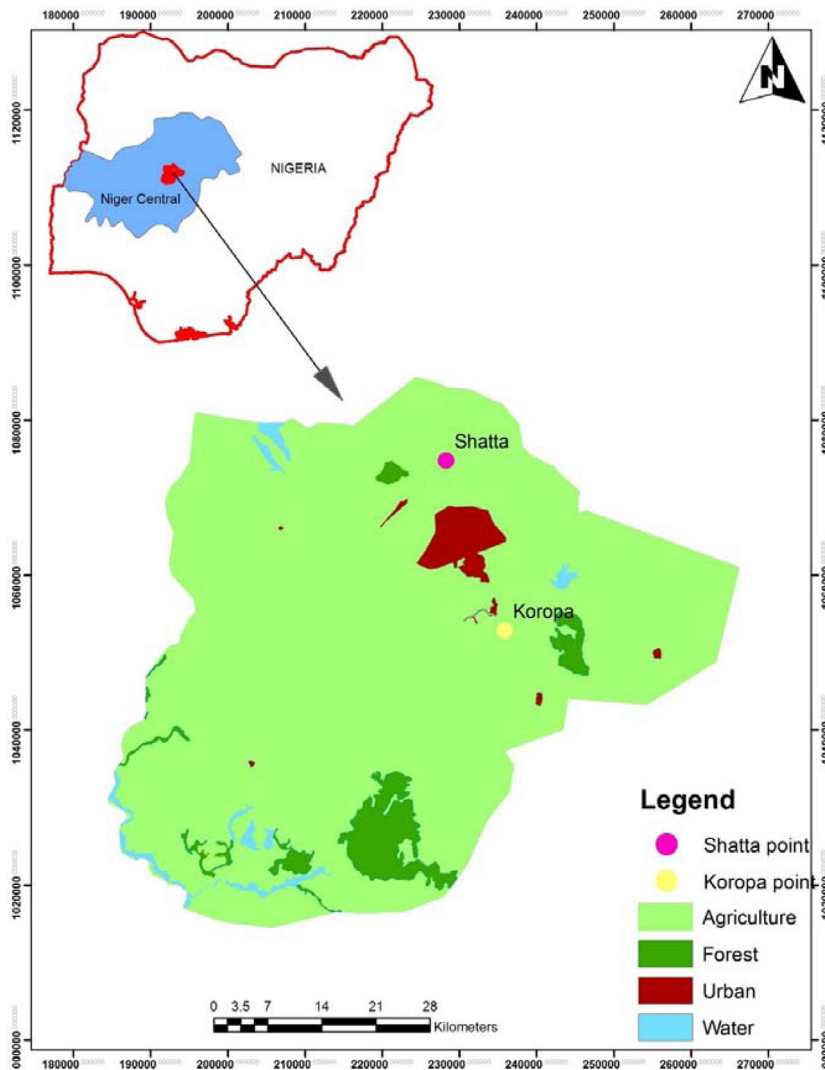 180000 190000 200000 210000 220000 230000 240000 250000 260000 270000
N
1120000
NIGERIA
Niger Central
1100000
1080000
Shatta
1060000
Koropa
1040000
Legend
Shatta point
Koropa point
1020000
Agriculture
Forest
Urban
Water
0 3.5 7 14 21 28
Kilometers
180000 190000 200000 210000 220000 230000 240000 250000 260000 270000